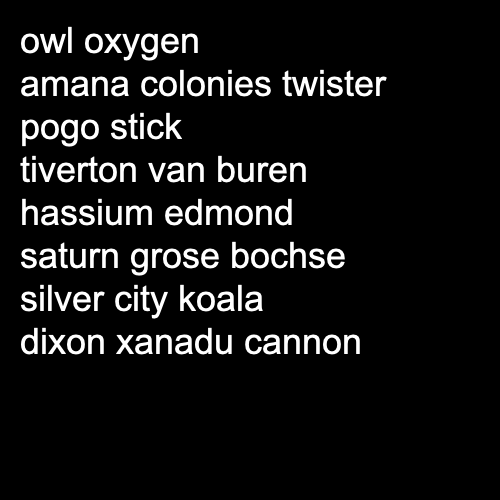 owl oxygen
amana colonies twister
pogo stick
tiverton van buren
hassium edmond
saturn grose bochse
silver city koala
dixon xanadu cannon